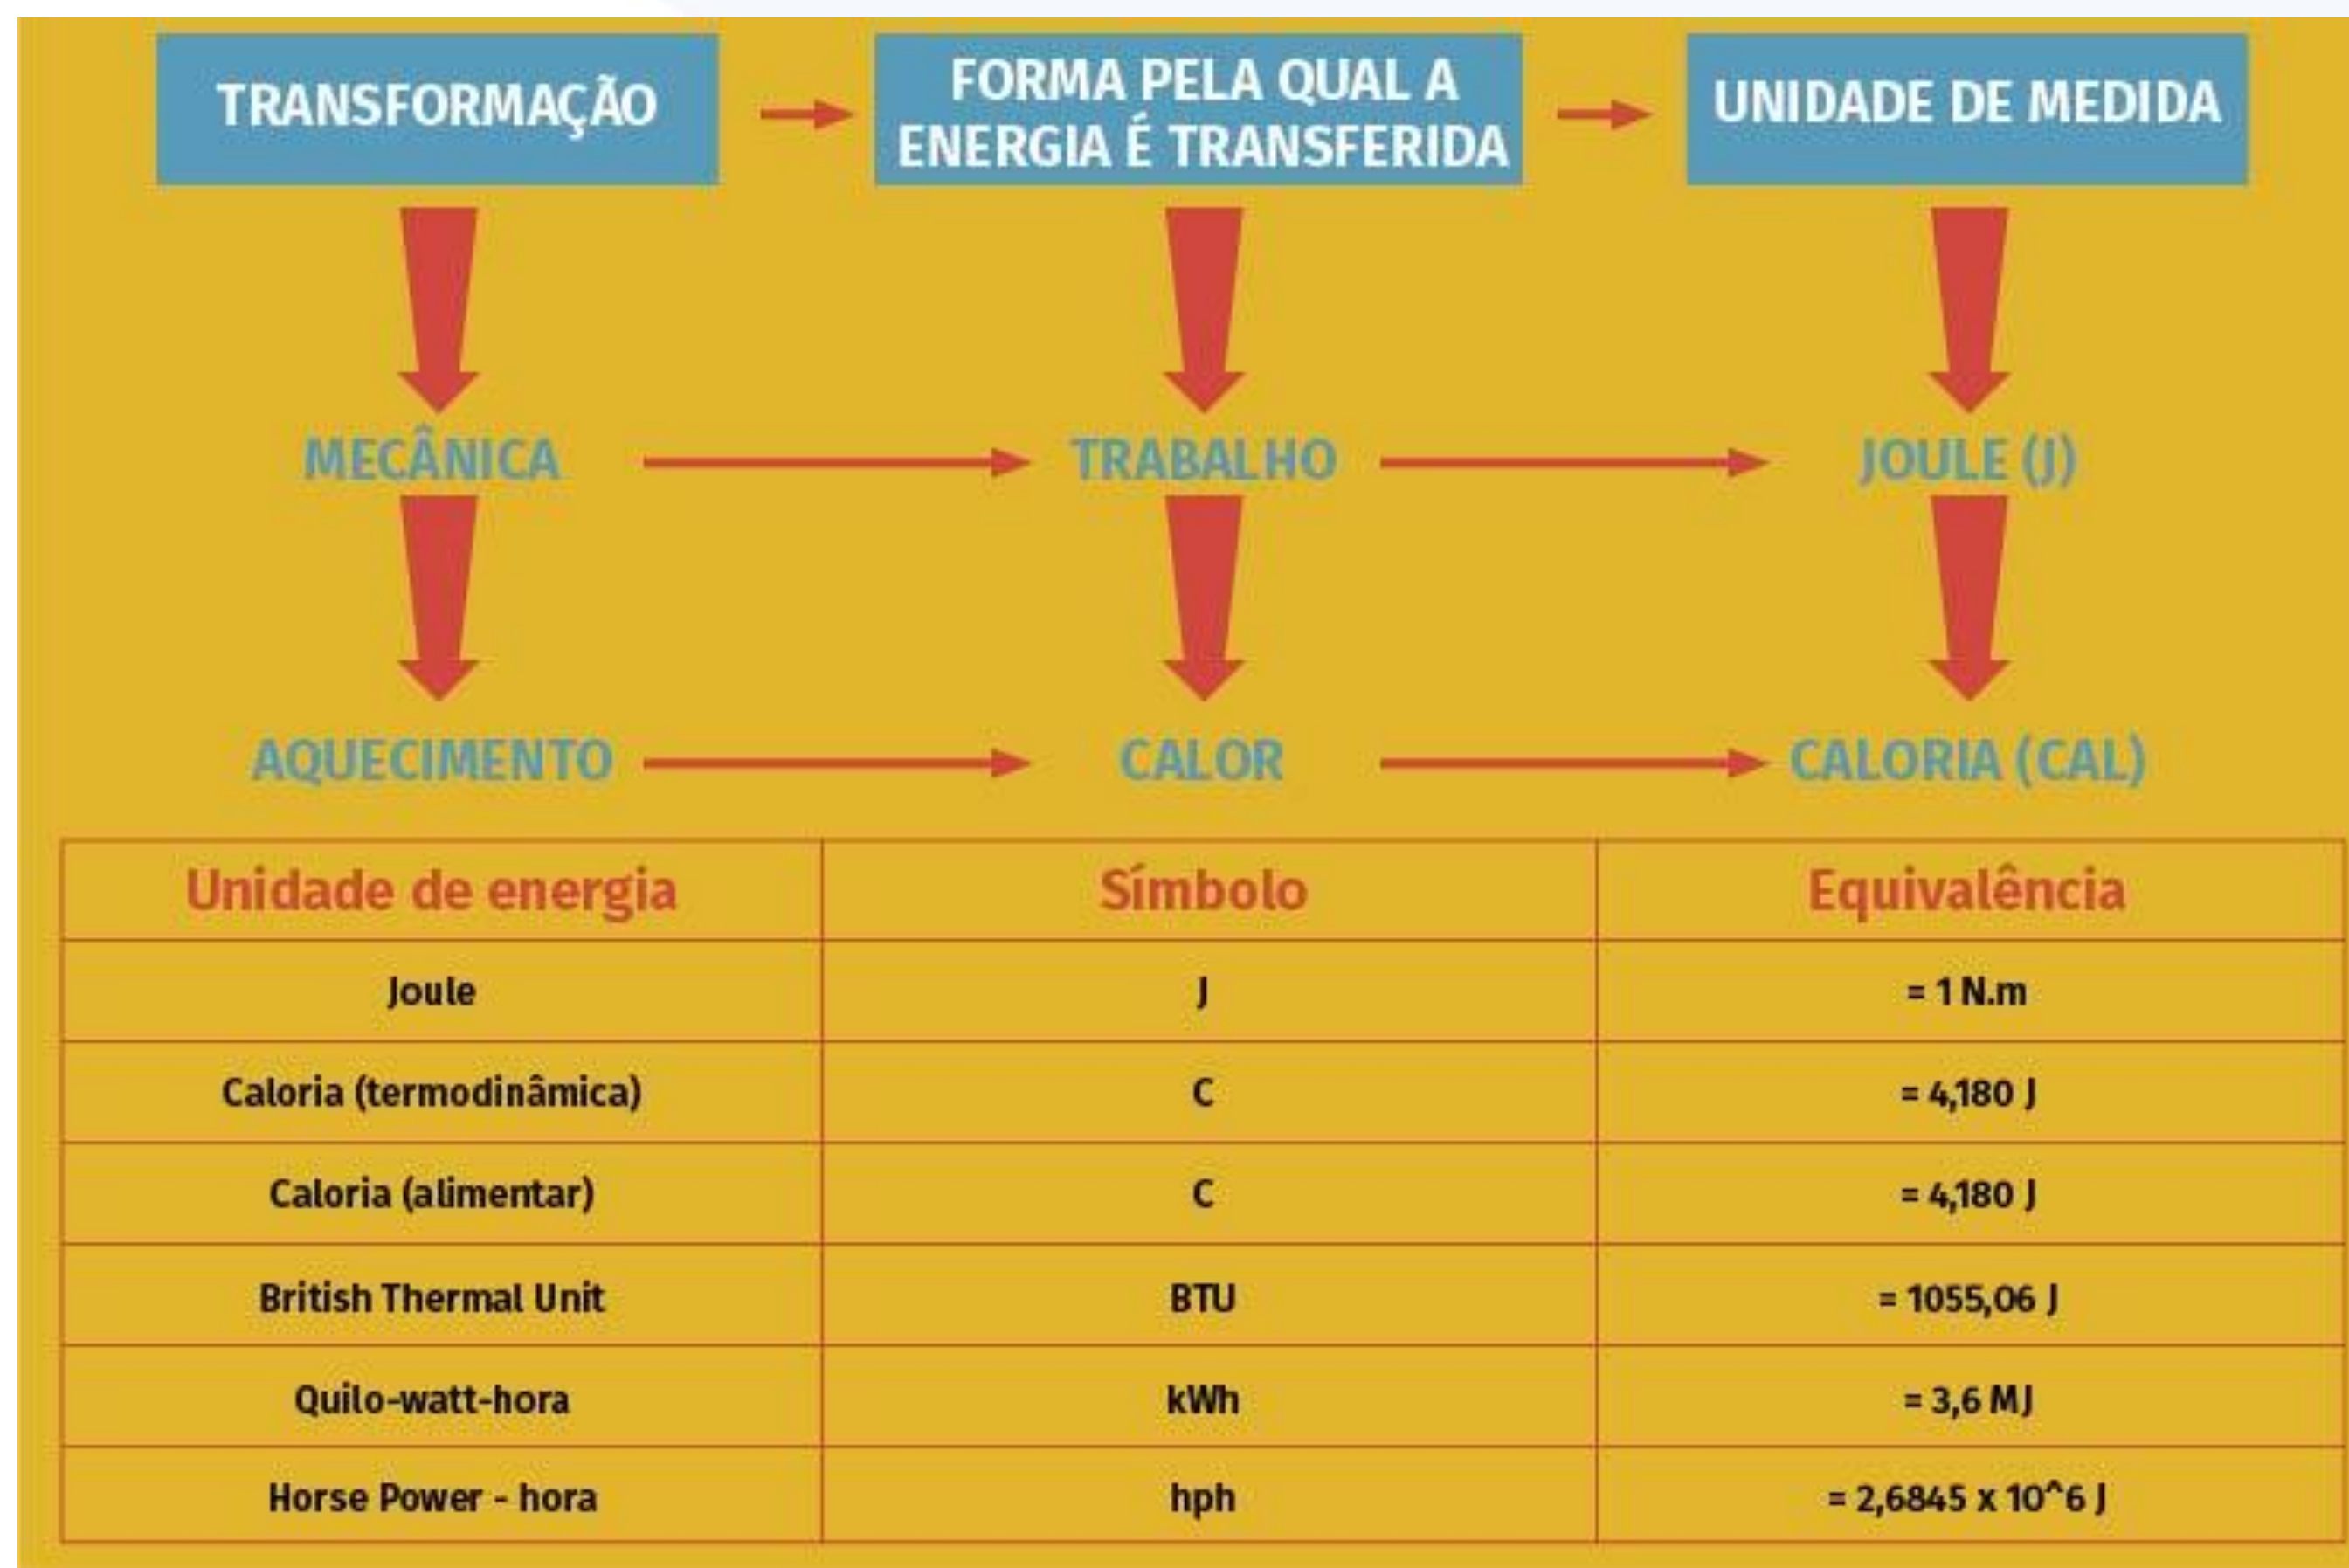 TRANSFORMAÇÃO
FORMA PELA QUAL A
ENERGIA É TRANSFERIDA
UNIDADE DE MEDIDA
MECÂNICA
TRABALHO
JOULE (J)
AQUECIMENTO
CALOR
CALORIA (CAL)
Unidade de energia
Símbolo
Equivalência
Joule
J
= 1 N.m
Caloria (termodinâmica)
C
= 4,180 J
Caloria (alimentar)
C
= 4,180 J
British Thermal Unit
BTU
= 1055,06 J
Quilo-watt-hora
kWh
= 3,6 MJ
Horse Power - hora
hph
= 2,6845 x 10^6 J